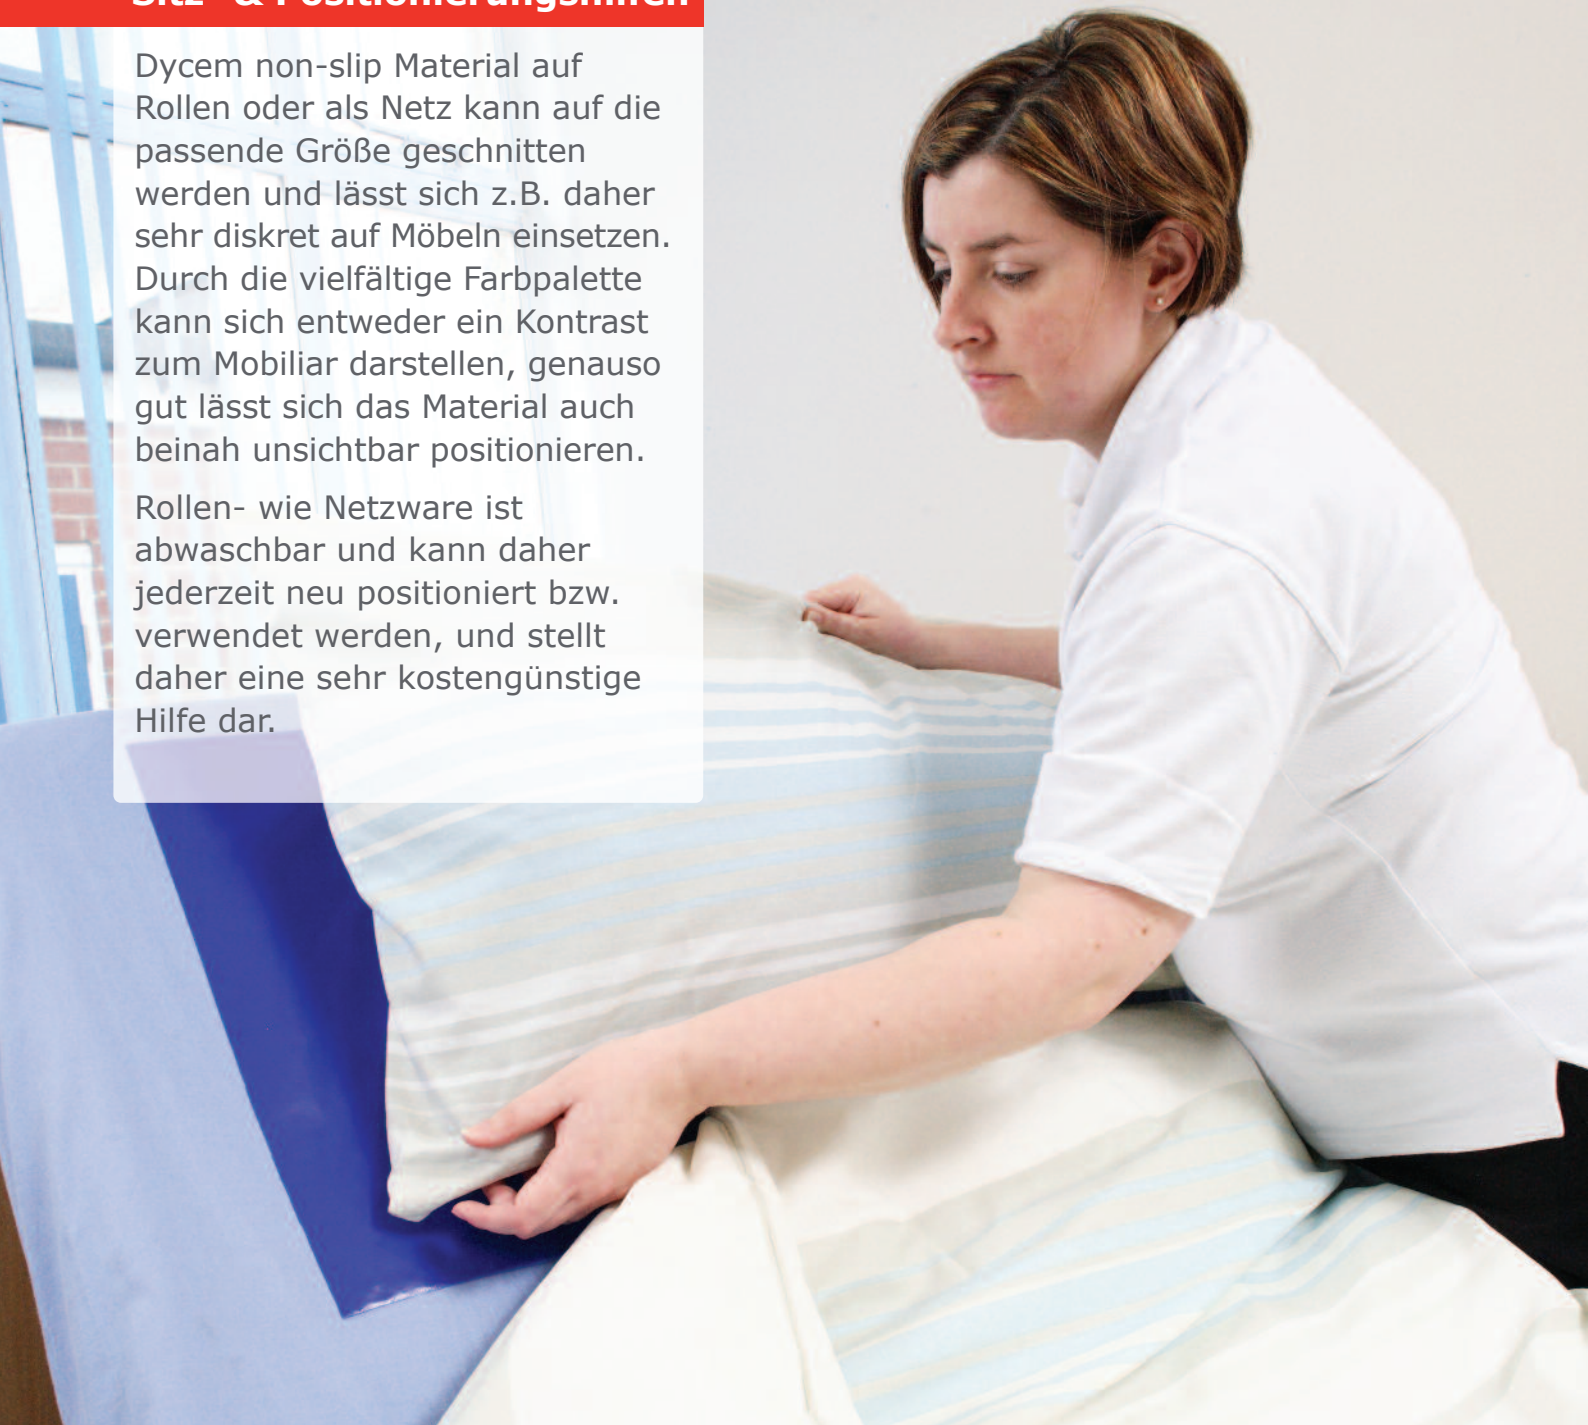 Sitz- & Positionierungshilfen
Dycem non-slip Material auf
Rollen oder als Netz kann auf die
passende Größe geschnitten
werden und lässt sich z.B. daher
sehr diskret auf Möbeln einsetzen.
Durch die vielfältige Farbpalette
kann sich entweder ein Kontrast
zum Mobiliar darstellen, genauso
gut lässt sich das Material auch
beinah unsichtbar positionieren.
Rollen- wie Netzware ist
abwaschbar und kann daher
jederzeit neu positioniert bzw.
verwendet werden, und stellt
daher eine sehr kostengünstige
Hilfe dar.